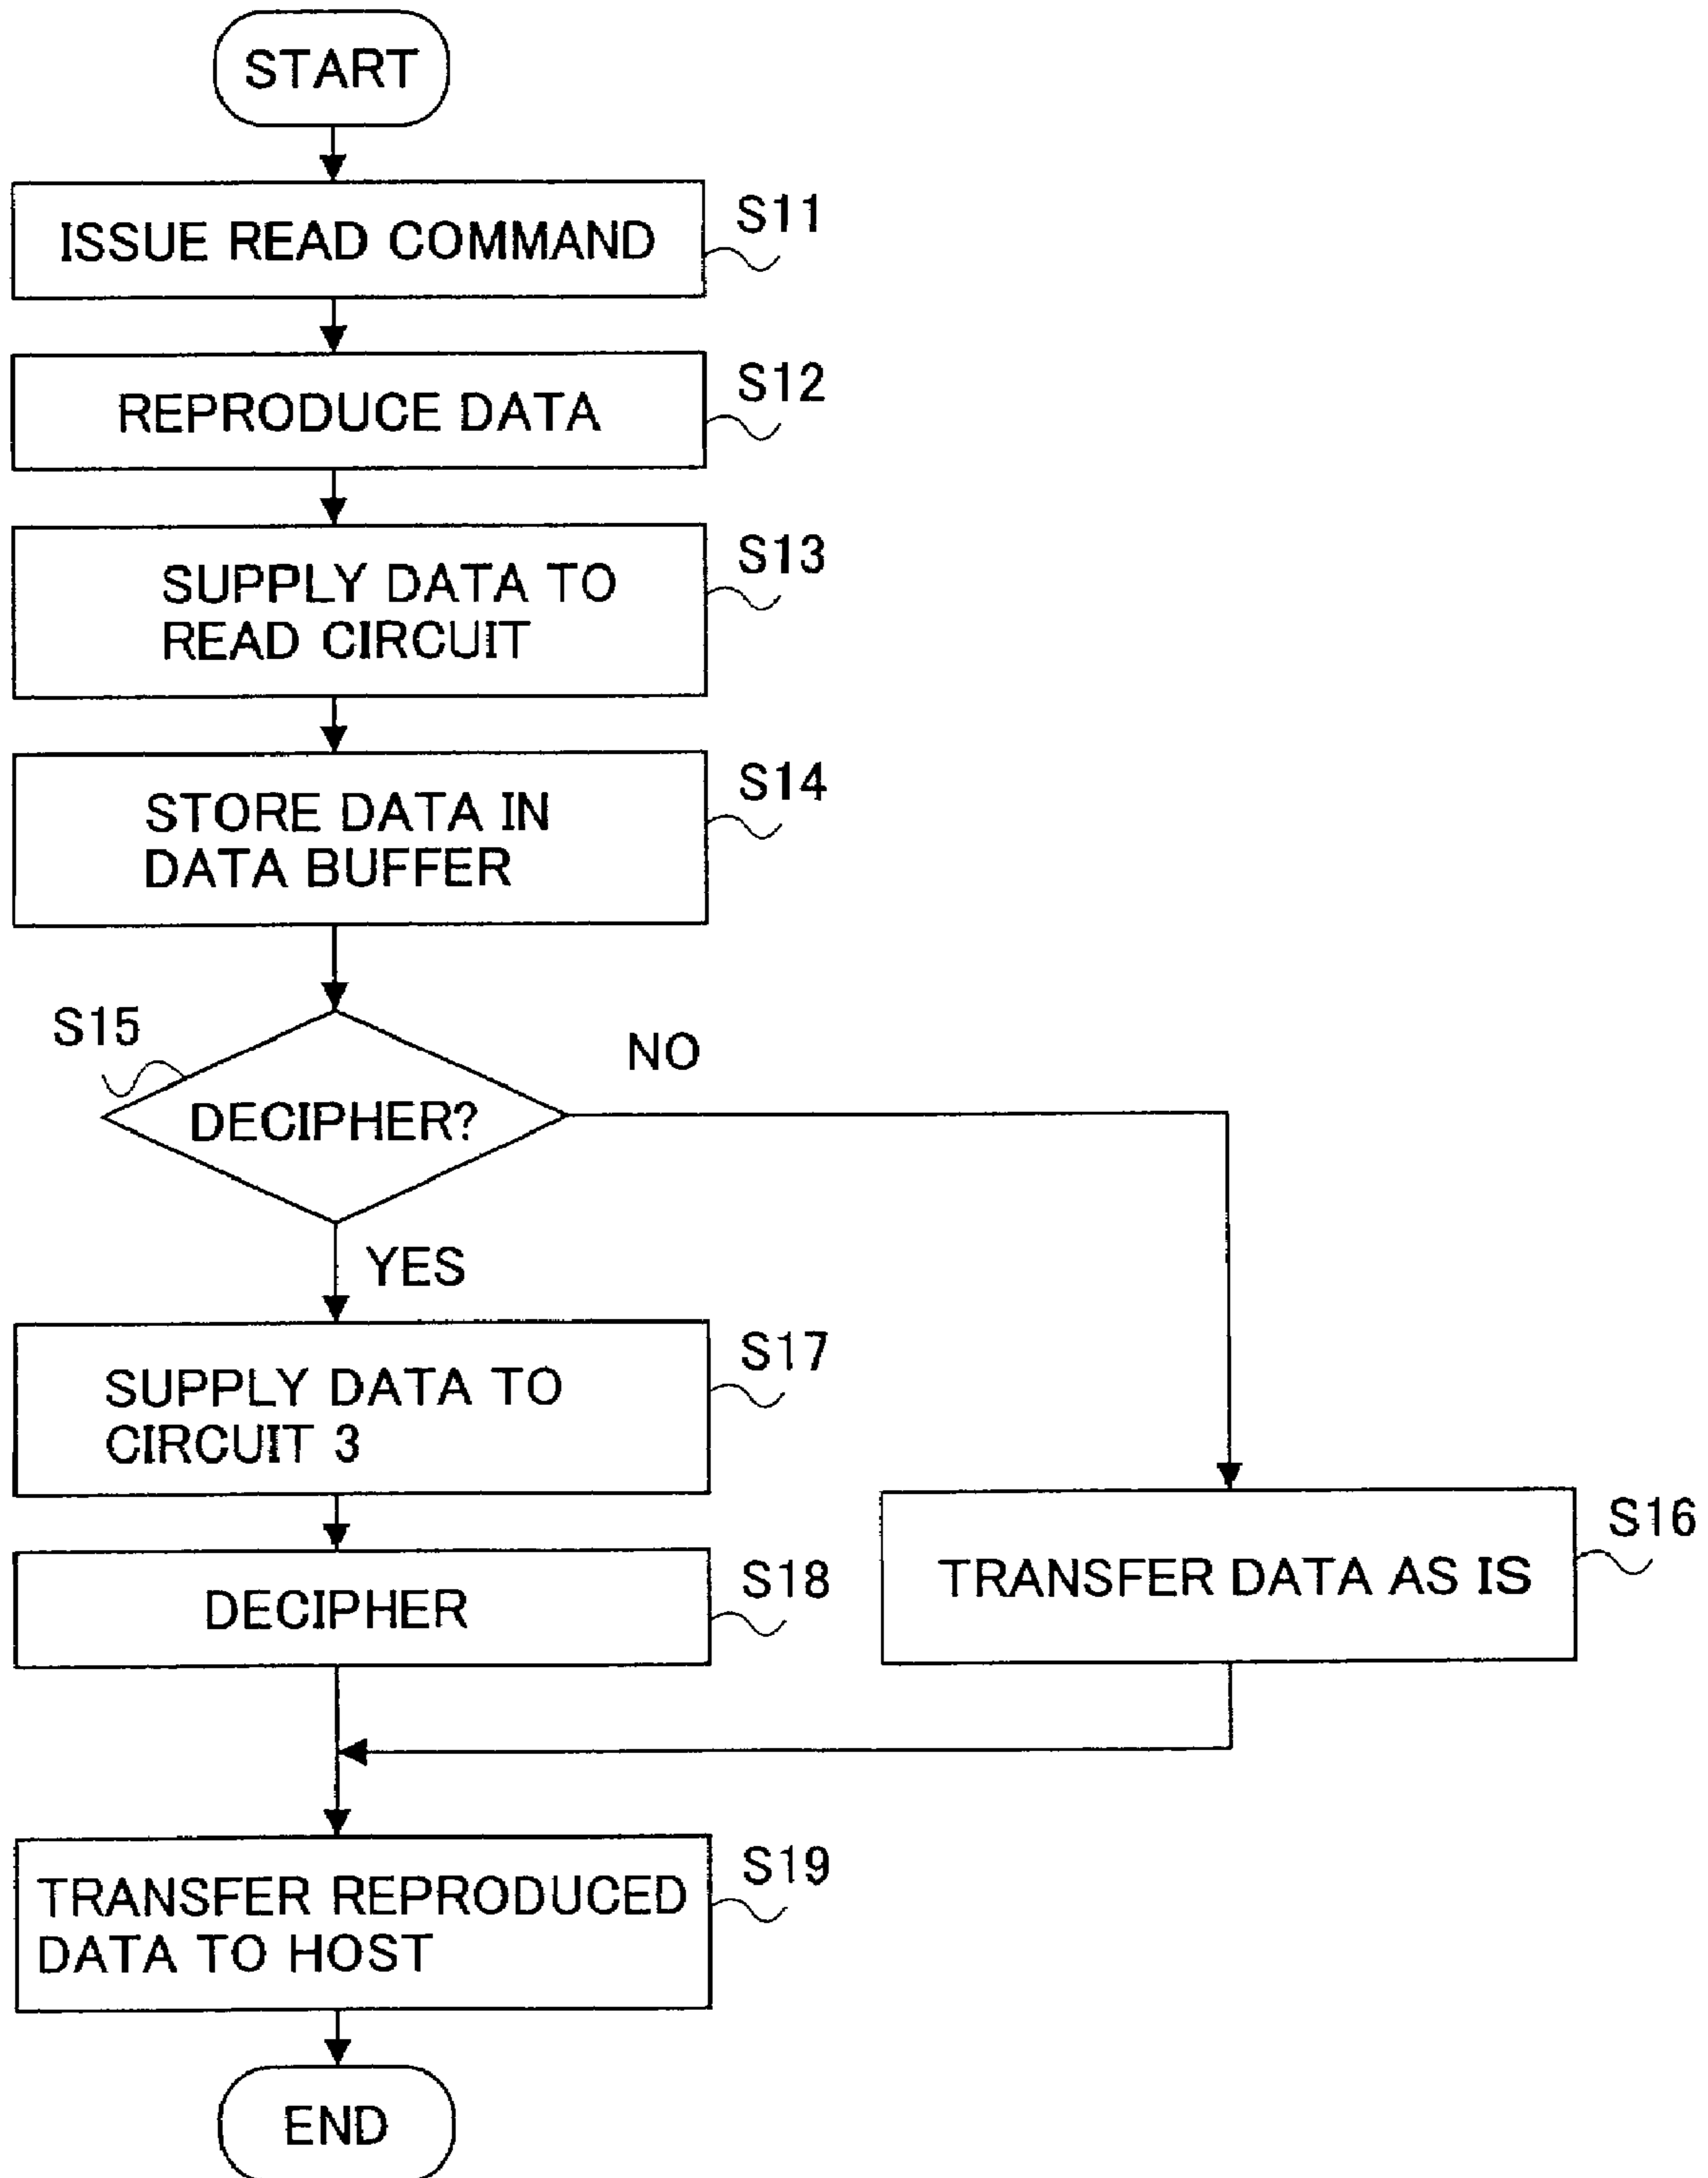 START
ISSUE READ COMMAND
S11
REPRODUCE DATA
S12
SUPPLY DATA TO
READ CIRCUIT
S13
STORE DATA IN
DATA BUFFER
S14
S15
DECIPHER?
NO
YES
SUPPLY DATA TO
CIRCUIT 3
S17
DECIPHER
S18
TRANSFER DATA AS IS
S16
TRANSFER REPRODUCED
DATA TO HOST
S19
END